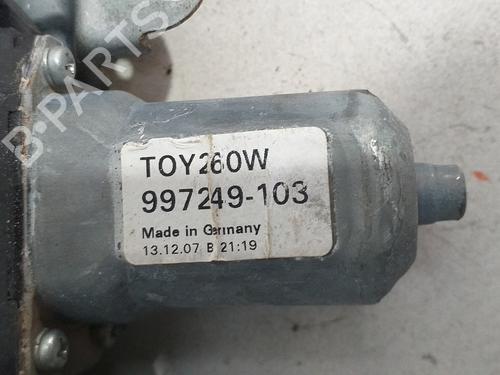 B-PARTS
TOY260W
997249-103
Made in Germany
13.12.07 B 21:19